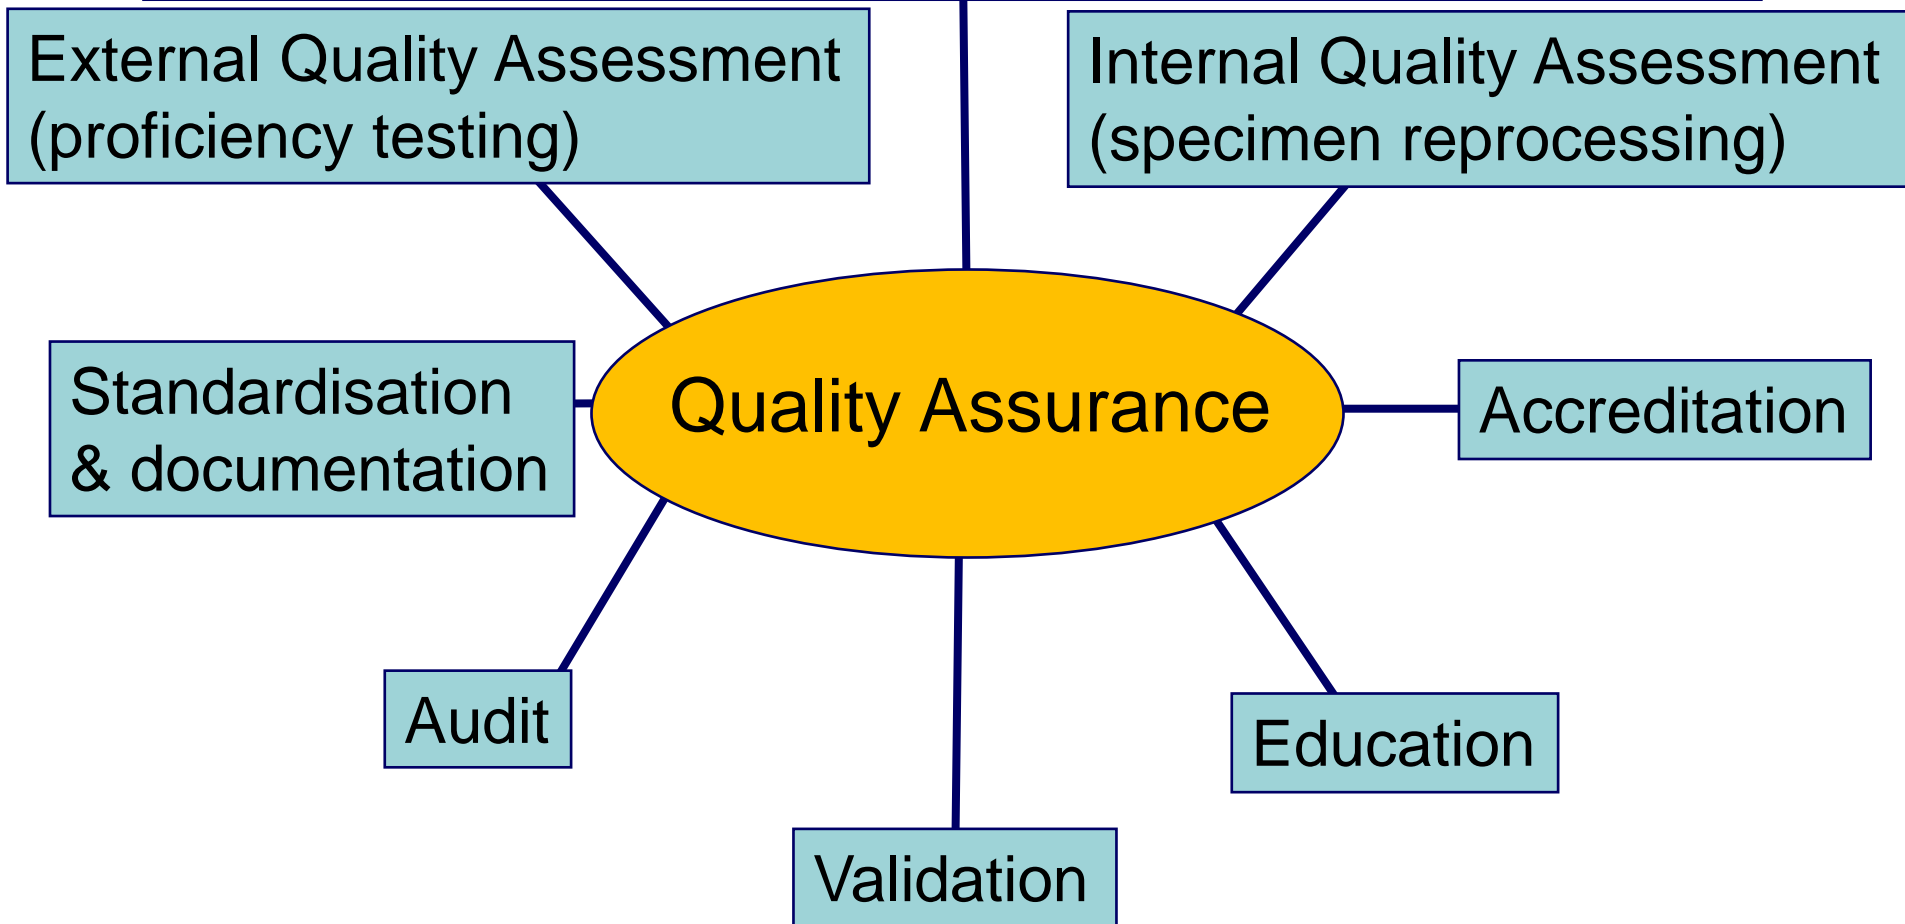 External Quality Assessment
(proficiency testing)
Internal Quality Assessment
(specimen reprocessing)
Standardisation
& documentation
Quality Assurance
Accreditation
Audit
Education
Validation